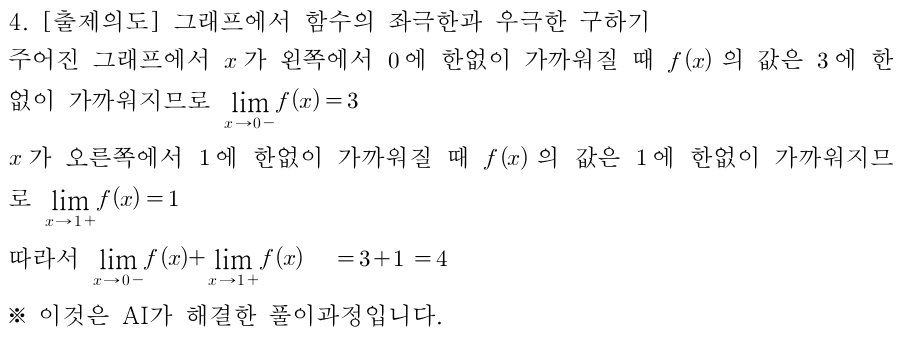 4. [출제의도] 그래프에서 함수의 좌극한과 우극한 구하기
주어진 그래프에서 x가 왼쪽에서 0에 한없이 가까워질 때 f(x)의 값은 3에 한
없이 가까워지므로 lim_{x→0−} f(x)=3
x가 오른쪽에서 1에 한없이 가까워질 때 f(x)의 값은 1에 한없이 가까워지므
로 lim_{x→1+} f(x)=1
따라서 lim_{x→0−} f(x)+lim_{x→1+} f(x) =3+1 =4
※ 이것은 AI가 해결한 풀이과정입니다.